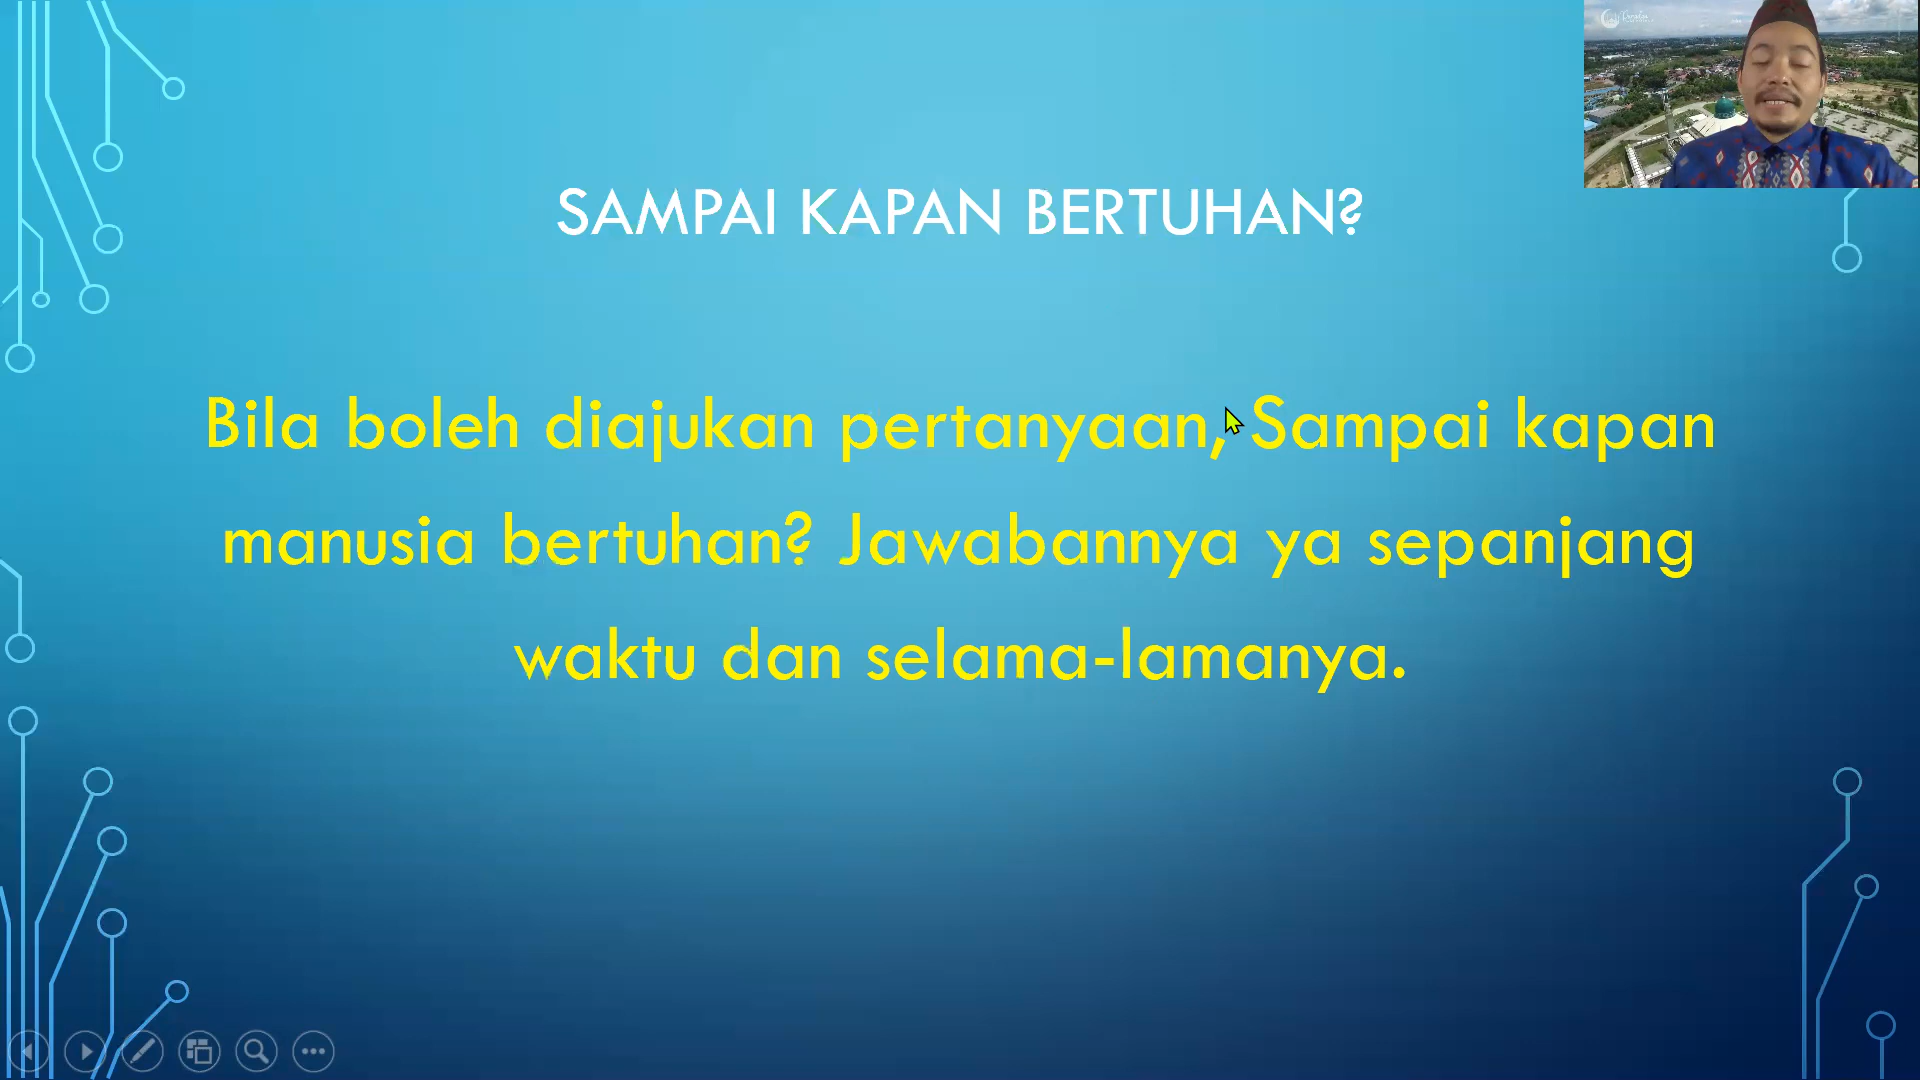 SAMPAI KAPAN BERTUHAN?
Bila boleh diajukan pertanyaan, Sampai kapan
manusia bertuhan? Jawabannya ya sepanjang
waktu dan selama-lamanya.